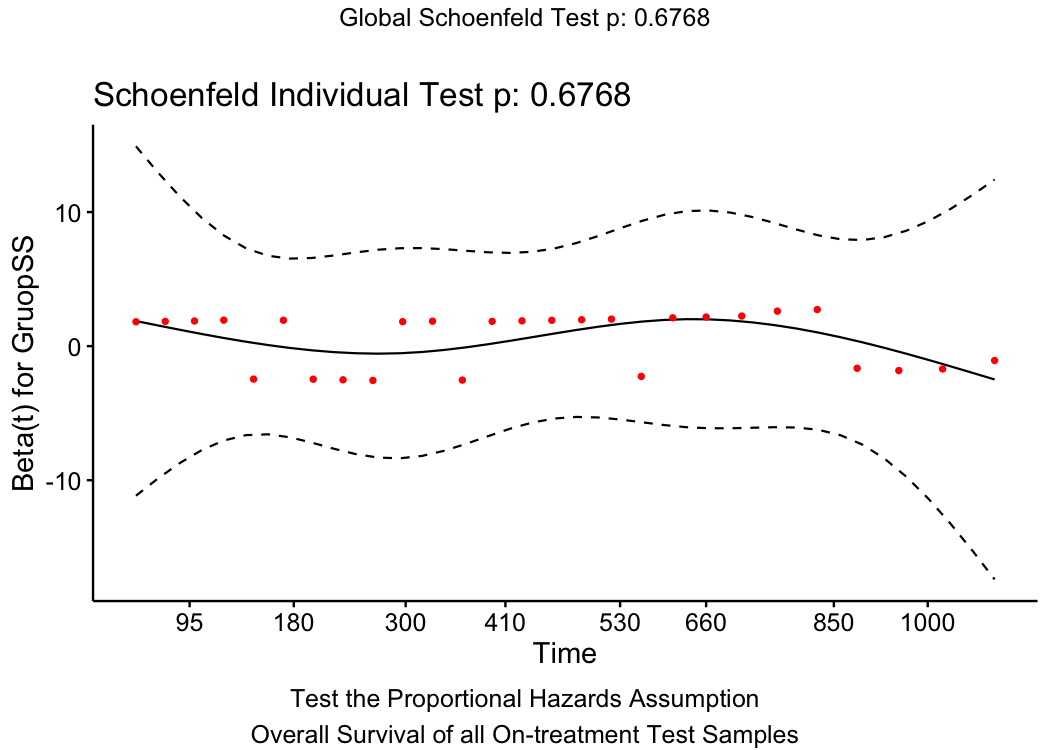 Global Schoenfeld Test p: 0.6768
Schoenfeld Individual Test p: 0.6768
Beta(t) for GruopSS
10
0
-10
95 180 300 410 530 660 850 1000
Time
Test the Proportional Hazards Assumption
Overall Survival of all On-treatment Test Samples